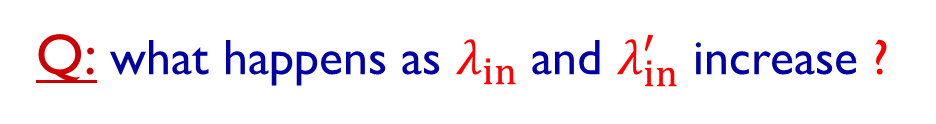 Q: what happens as λin and λ′in increase ?